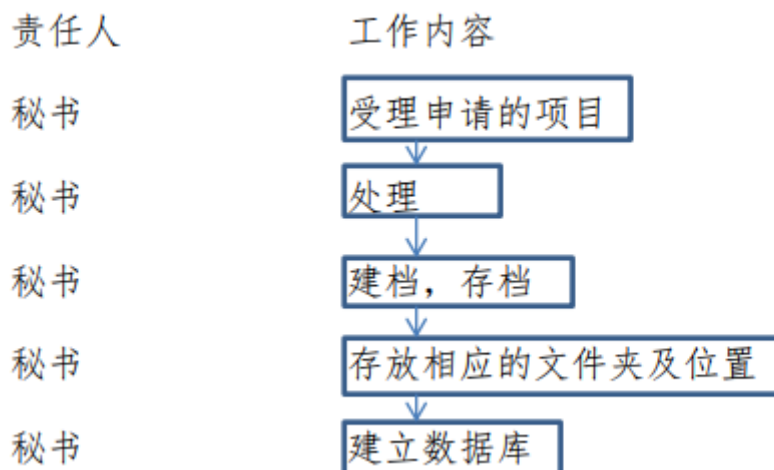 责任人 工作内容
秘书 受理申请的项目
秘书 处理
秘书 建档，存档
秘书 存放相应的文件夹及位置
秘书 建立数据库